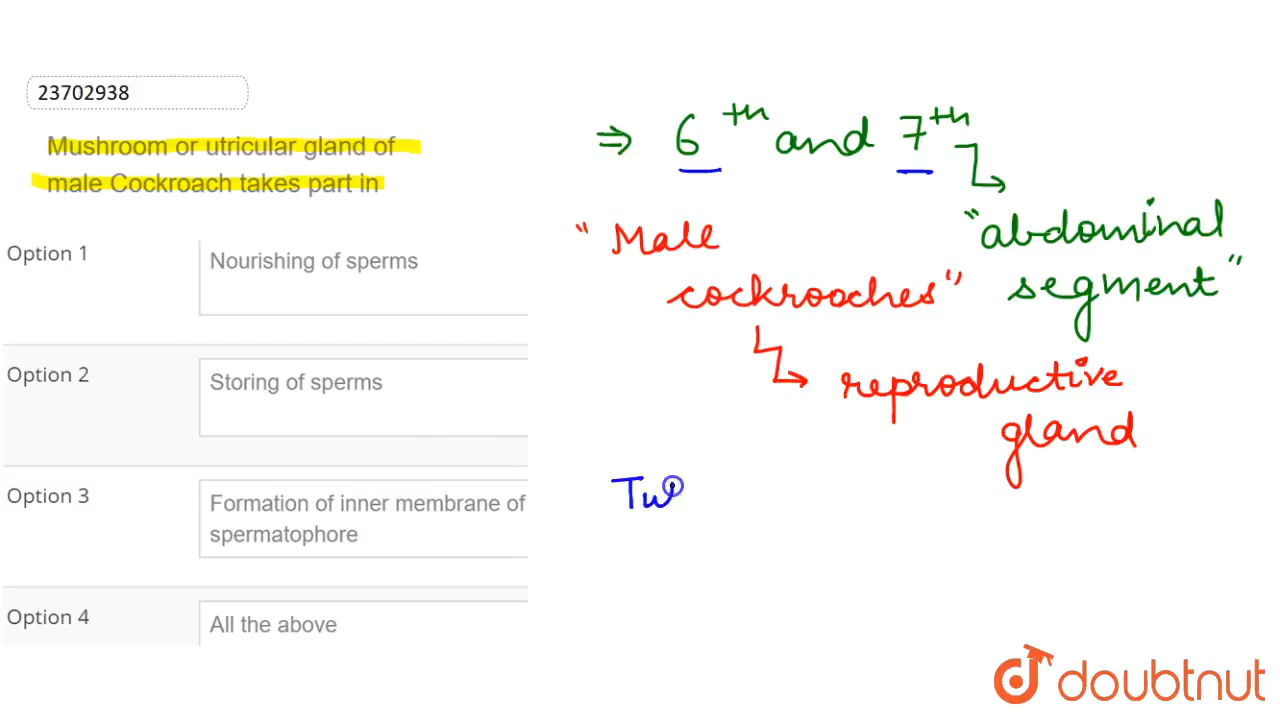 23702938
Mushroom or utricular gland of
male Cockroach takes part in
Option 1
Nourishing of sperms
Option 2
Storing of sperms
Option 3
Formation of inner membrane of
spermatophore
Option 4
All the above
⇒ 6th and 7th
"abdominal
segment"
"Male
cockrooches"
reproductive
gland
Tw
doubtnut